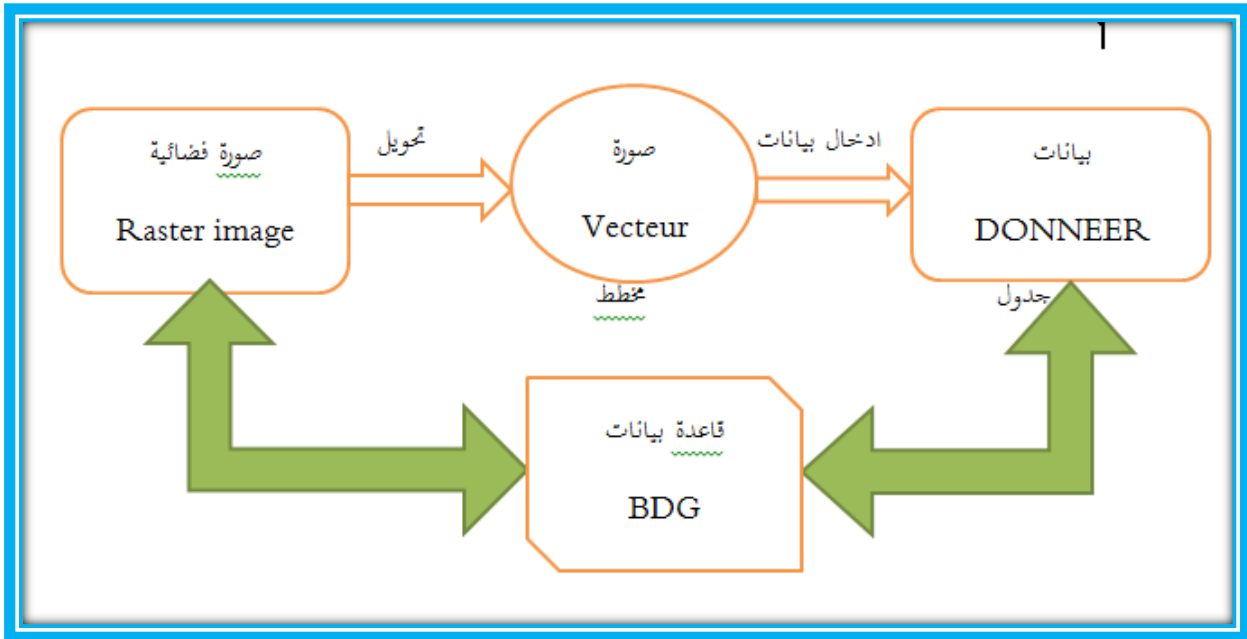 ا
صورة فضائية
Raster image
تحويل
صورة
Vecteur
مخطط
ادخال بيانات
بيانات
DONNEER
جدول
قاعدة بيانات
BDG